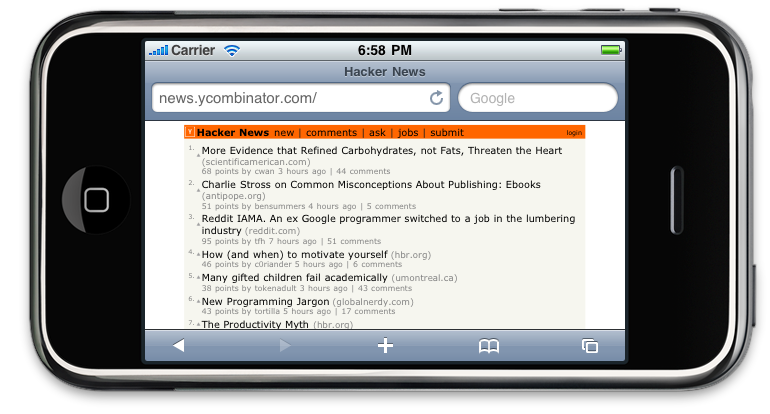 Carrier 6:58 PM
Hacker News
news.ycombinator.com/ Google
Y Hacker News new | comments | ask | jobs | submit login
1. More Evidence that Refined Carbohydrates, not Fats, Threaten the Heart
(scientificamerican.com)
68 points by cwan 3 hours ago | 44 comments
2. Charlie Stross on Common Misconceptions About Publishing: Ebooks
(antipope.org)
51 points by bensummers 4 hours ago | 5 comments
3. Reddit IAMA. An ex Google programmer switched to a job in the lumbering
industry (reddit.com)
95 points by tfh 7 hours ago | 51 comments
4. How (and when) to motivate yourself (hbr.org)
46 points by c0riander 5 hours ago | 6 comments
5. Many gifted children fail academically (umontreal.ca)
38 points by tokenadult 3 hours ago | 43 comments
6. New Programming Jargon (globalnerdy.com)
43 points by tortilla 5 hours ago | 17 comments
7. The Productivity Myth (hbr.org)